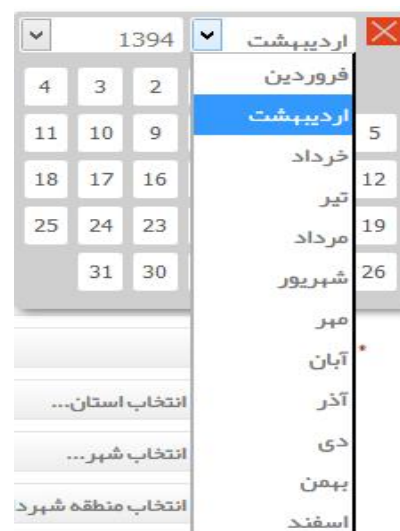 اردیبهشت 1394
فروردین
اردیبهشت
خرداد
تیر
مرداد
شهریور
مهر
آبان
آذر
دی
بهمن
اسفند
2 3 4
5 9 10 11
12 16 17 18
19 23 24 25
26 30 31
*
انتخاب استان...
انتخاب شهر...
انتخاب منطقه شهرد